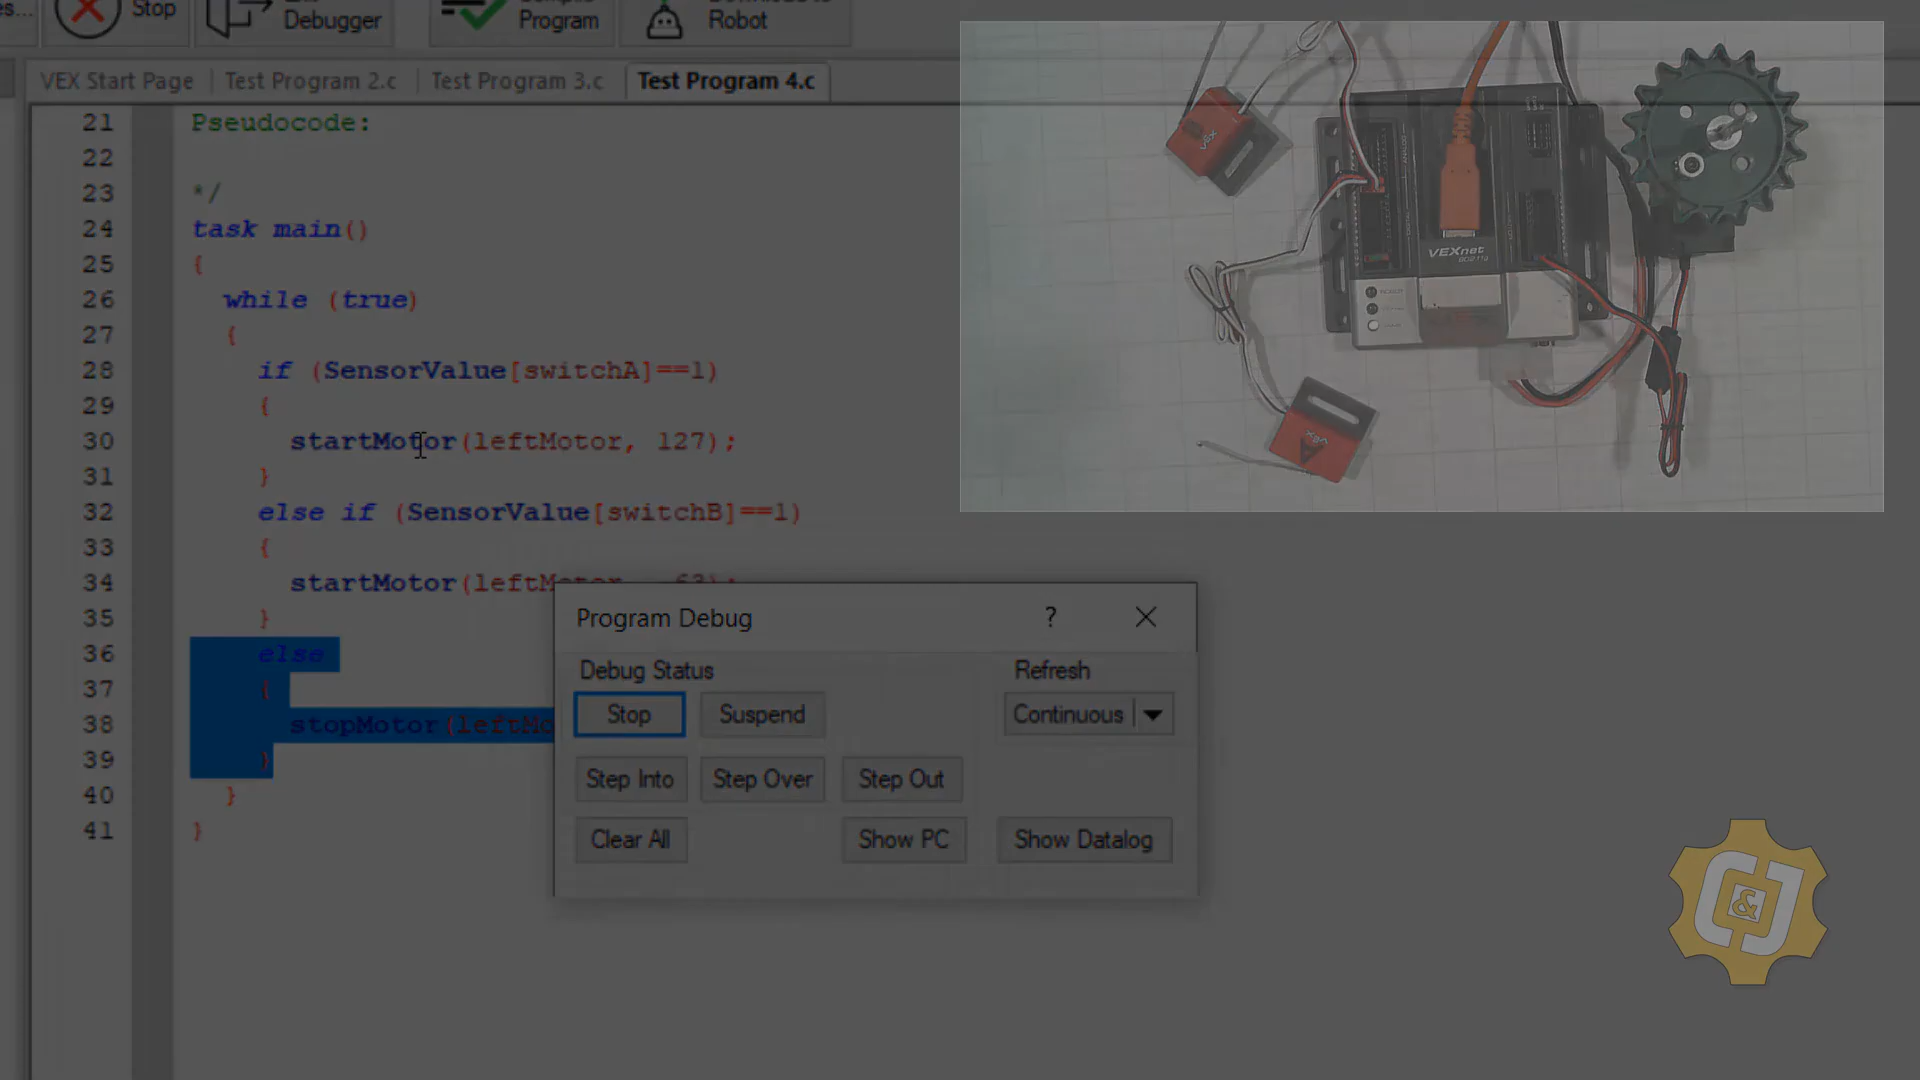 Stop
Debugger
Program
Robot
VEX Start Page
Test Program 2.c
Test Program 3.c
Test Program 4.c
21 Pseudocode:
22
23 */
24 task main()
25 {
26 while (true)
27 {
28 if (SensorValue[switchA]==1)
29 {
30 startMotor(leftMotor, 127);
31 }
32 else if (SensorValue[switchB]==1)
33 {
34 startMotor(leftMotor, 63);
35 }
36 else
37 {
38 stopMotor(leftMo
39 }
40 }
41 }
Program Debug ?
Debug Status
Refresh
Stop
Suspend
Continuous
Step Into
Step Over
Step Out
Clear All
Show PC
Show Datalog
VEX
VEXnet
VEX
C&J